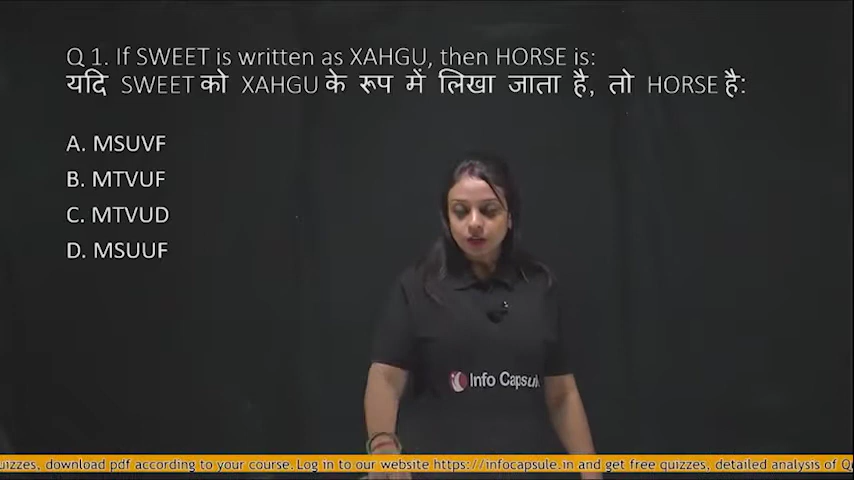 Q 1. If SWEET is written as XAHGU, then HORSE is:
यदि SWEET को XAHGU के रूप में लिखा जाता है, तो HORSE है:
A. MSUVF
B. MTVUF
C. MTVUD
D. MSUUF
Info Capsule
uizzes, download pdf according to your course. Log in to our website https://infocapsule.in and get free quizzes, detailed analysis of Q